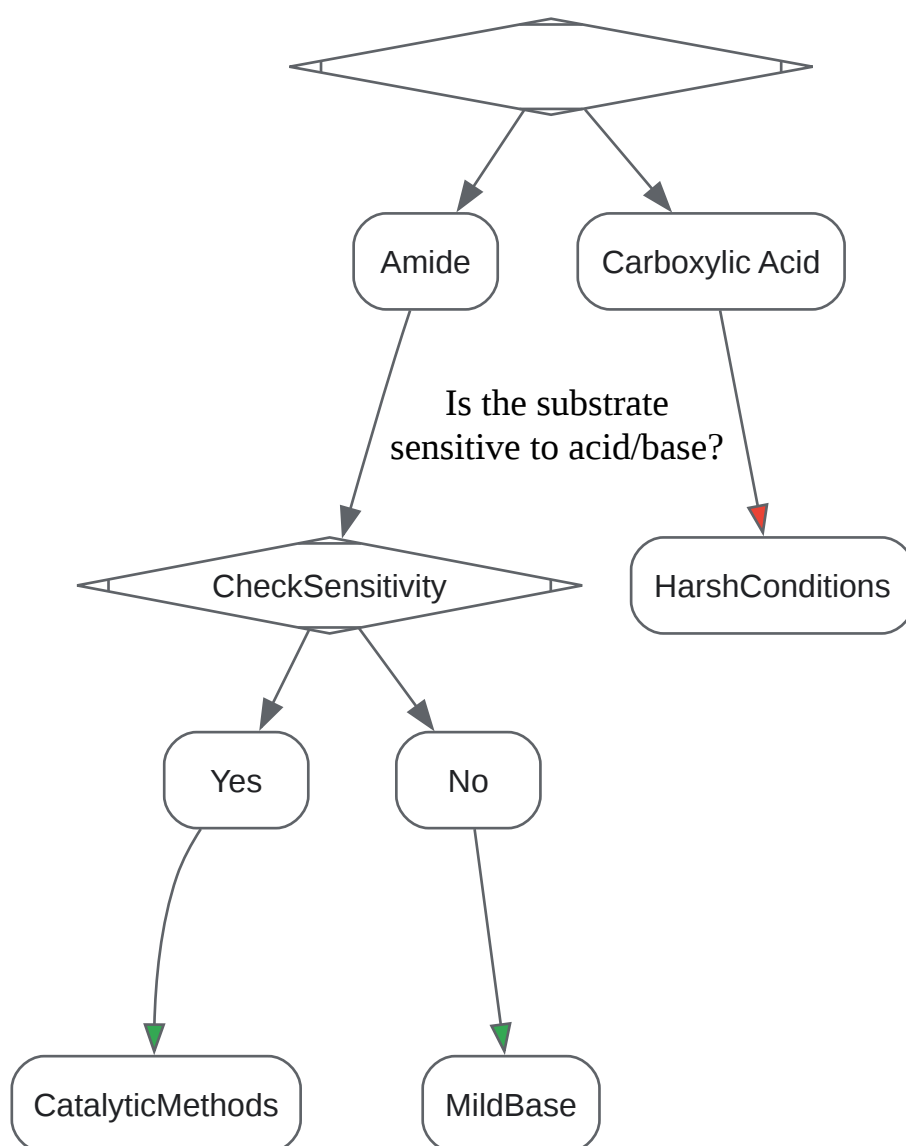 Amide
Carboxylic Acid
Is the substrate
sensitive to acid/base?
CheckSensitivity
HarshConditions
Yes
No
CatalyticMethods
MildBase